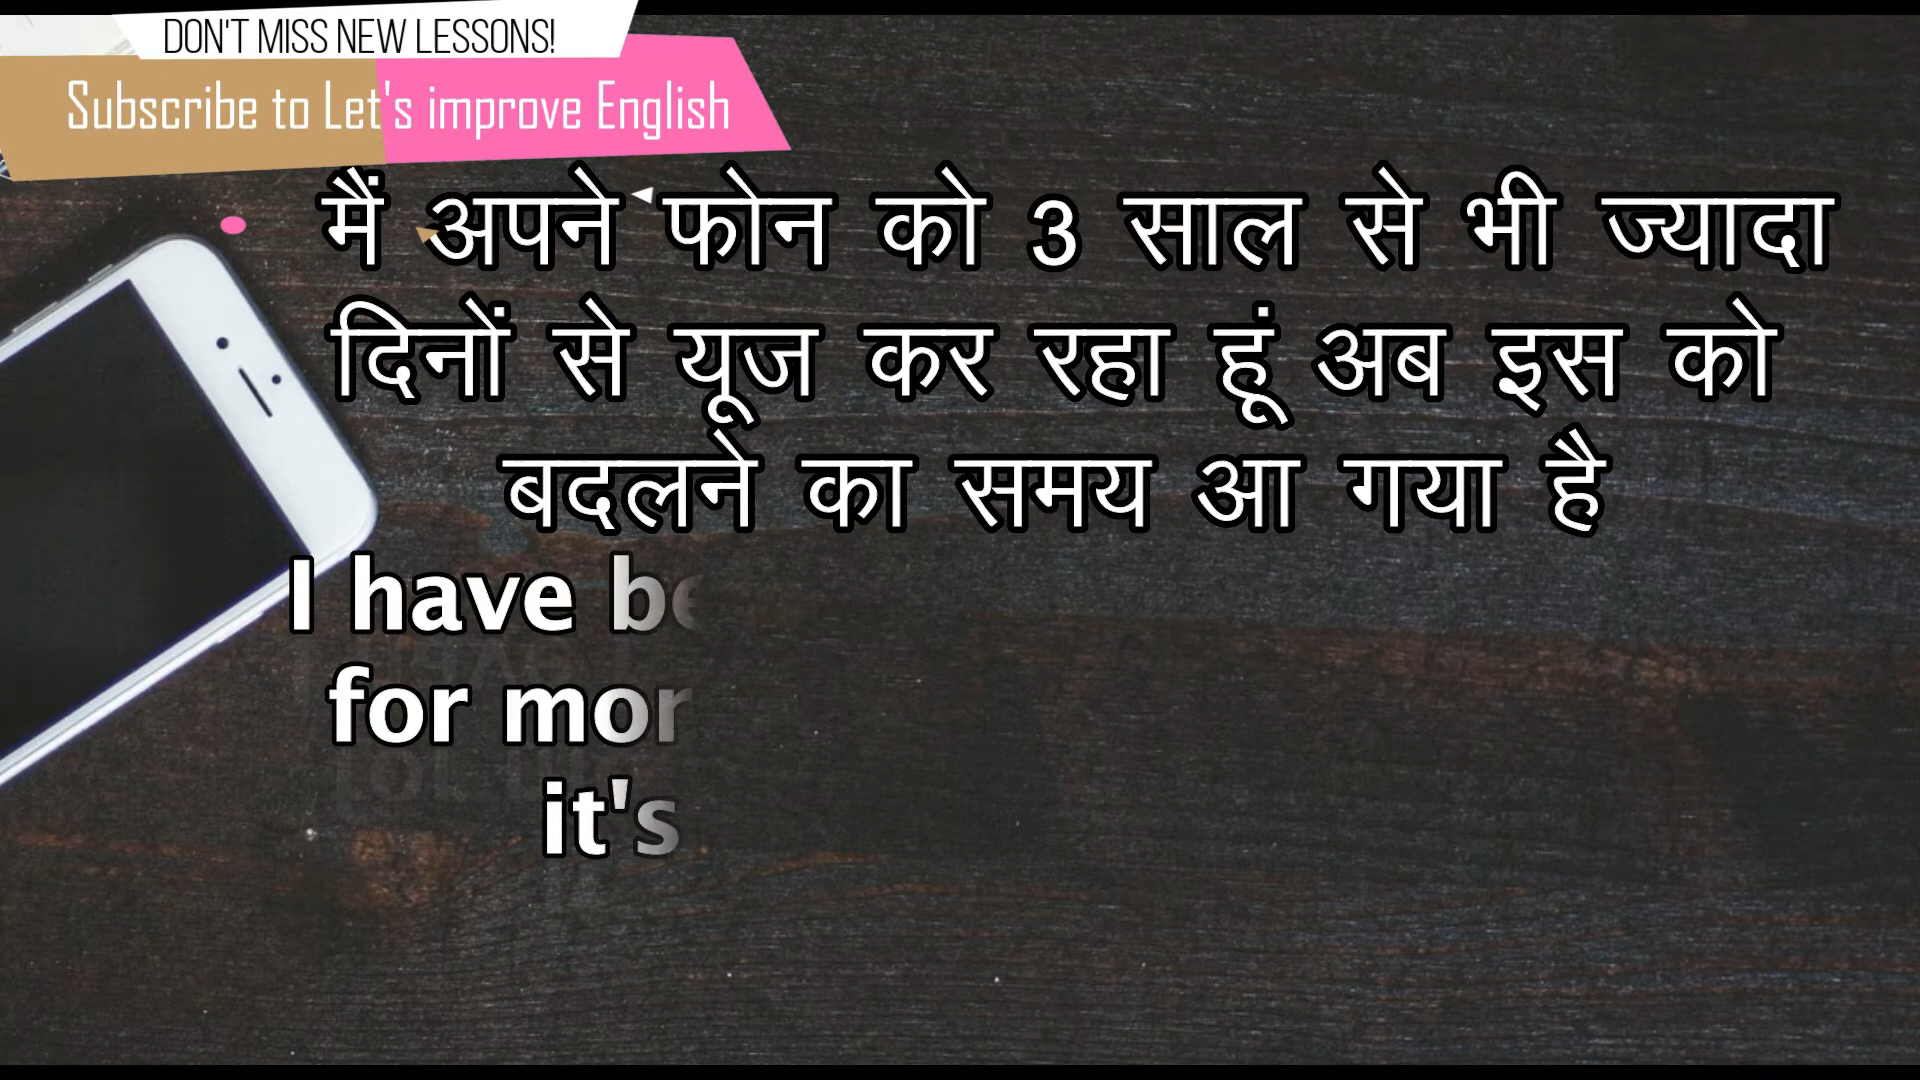 DON'T MISS NEW LESSONS!
Subscribe to Let's improve English
मैं अपने फोन को 3 साल से भी ज्यादा
दिनों से यूज कर रहा हूं अब इस को
बदलने का समय आ गया है
I have
for
it's